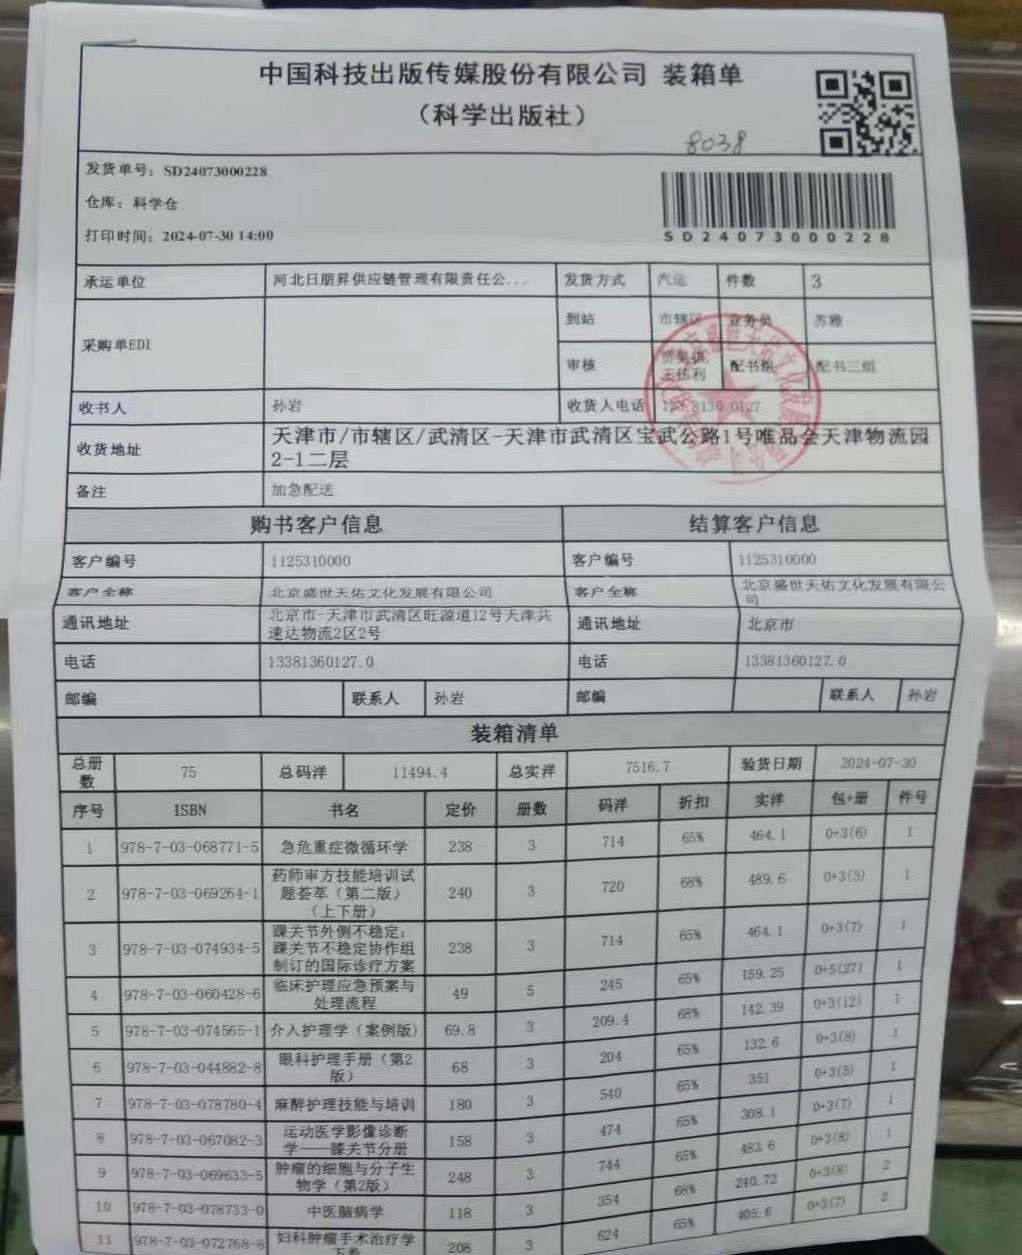 中国科技出版传媒股份有限公司 装箱单
（科学出版社）
8038
发货单号：SD24073000228
仓库：科学仓
打印时间：2024-07-30 14:00
SD24073000228
承运单位 河北日朋昇供应链管理有限责任公... 发货方式 汽运 件数 3
采购单EDI 到站 市辖区 业务员 苏雅
审核 王伟利 配书组 配书三组
收书人 孙岩 收货人电话
收货地址 天津市/市辖区/武清区-天津市武清区宝武公路1号唯品会天津物流园
2-1二层
备注 加急配送
购书客户信息 结算客户信息
客户编号 1125310000 客户编号 1125310000
客户全称 北京盛世天佑文化发展有限公司 客户全称 北京盛世天佑文化发展有限公
司
通讯地址 北京市-天津市武清区旺源道12号天津共
速达物流2区2号 通讯地址 北京市
电话 13381360127.0 电话 13381360127.0
邮编 联系人 孙岩 邮编 联系人 孙岩
装箱清单
总册
数 75 总码洋 11494.4 总实洋 7516.7 验货日期 2024-07-30
序号 ISBN 书名 定价 册数 码洋 折扣 实洋 包+册 件号
1 978-7-03-068771-5 急危重症微循环学 238 3 714 65% 464.1 0+3(6) 1
2 978-7-03-069264-1 药师审方技能培训试
题荟萃（第二版）
（上下册） 240 3 720 68% 489.6 0+3(3) 1
3 978-7-03-074934-5 踝关节外侧不稳定：
踝关节不稳定协作组
制订的国际诊疗方案 238 3 714 65% 464.1 0+3(7) 1
4 978-7-03-060428-6 临床护理应急预案与
处理流程 49 5 245 65% 159.25 0+5(27) 1
5 978-7-03-074565-1 介入护理学（案例版） 69.8 3 209.4 68% 142.39 0+3(12) 1
6 978-7-03-044882-8 眼科护理手册（第2
版） 68 3 204 65% 132.6 0+3(8) 1
7 978-7-03-078780-4 麻醉护理技能与培训 180 3 540 65% 351 0+3(5) 1
8 978-7-03-067082-3 运动医学影像诊断
学——膝关节分册 158 3 474 65% 308.1 0+3(7) 1
9 978-7-03-069633-5 肿瘤的细胞与分子生
物学（第2版） 248 3 744 65% 483.6 0+3(8) 1
10 978-7-03-078733-0 中医脑病学 118 3 354 68% 240.72 0+3(8) 2
11 978-7-03-072768-8 妇科肿瘤手术治疗学
下卷 208 3 624 65% 405.6 0+3(7) 2